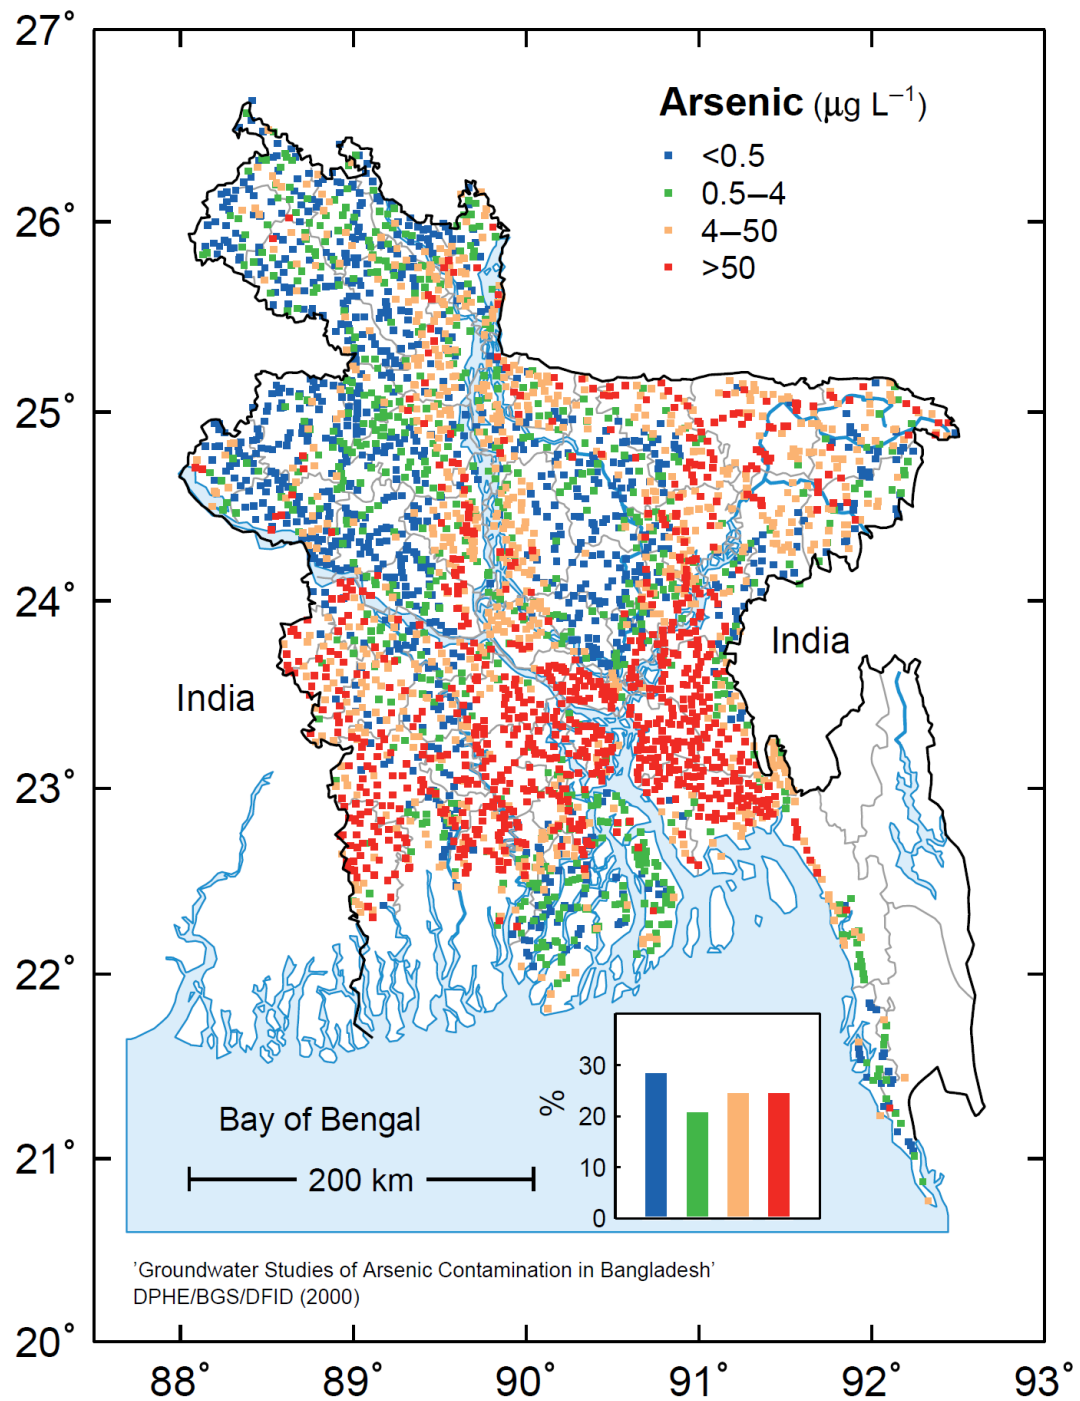 27°
26°
25°
24°
23°
22°
21°
20°
Arsenic (µg L⁻¹)
<0.5
0.5–4
4–50
>50
India
India
Bay of Bengal
200 km
%
30
20
10
0
'Groundwater Studies of Arsenic Contamination in Bangladesh'
DPHE/BGS/DFID (2000)
88° 89° 90° 91° 92° 93°